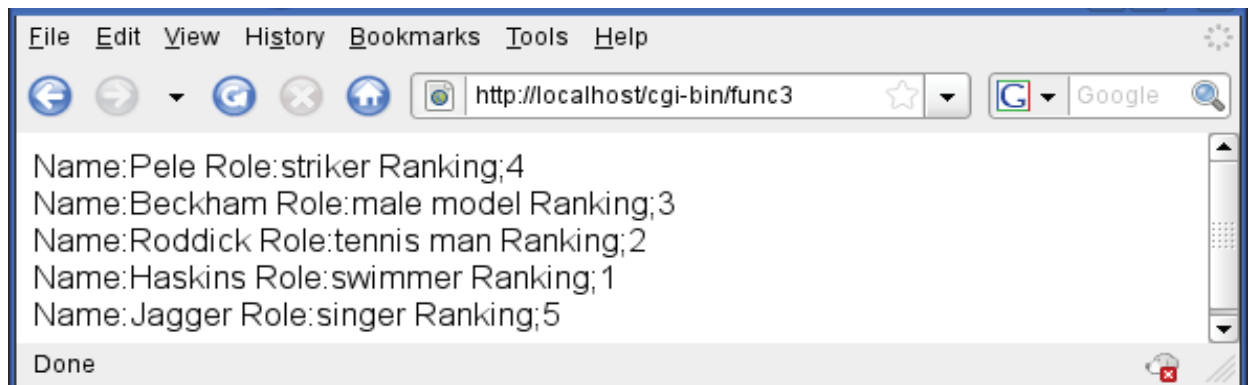 File Edit View History Bookmarks Tools Help
http://localhost/cgi-bin/func3 G Google
Name:Pele Role:striker Ranking;4
Name:Beckham Role:male model Ranking;3
Name:Roddick Role:tennis man Ranking;2
Name:Haskins Role:swimmer Ranking;1
Name:Jagger Role:singer Ranking;5
Done